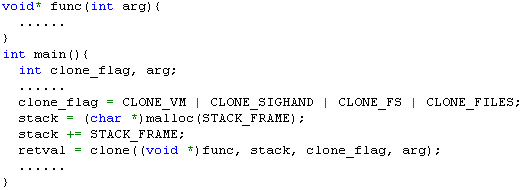 void* func(int arg){
  ......
}
int main(){
  int clone_flag, arg;
  ......
  clone_flag = CLONE_VM | CLONE_SIGHAND | CLONE_FS | CLONE_FILES;
  stack = (char *)malloc(STACK_FRAME);
  stack += STACK_FRAME;
  retval = clone((void *)func, stack, clone_flag, arg);
  ......
}